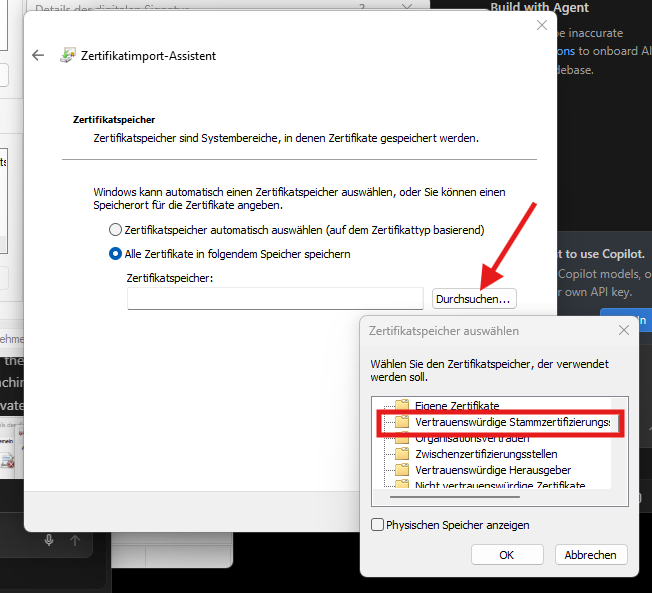 Details des digitalen Signatur
Build with Agent
be inaccurate
to onboard AI
debase.
Zertifikatimport-Assistent
Zertifikatspeicher
Zertifikatspeicher sind Systembereiche, in denen Zertifikate gespeichert werden.
Windows kann automatisch einen Zertifikatspeicher auswählen, oder Sie können einen
Speicherort für die Zertifikate angeben.
Zertifikatspeicher automatisch auswählen (auf dem Zertifikattyp basierend)
Alle Zertifikate in folgendem Speicher speichern
Zertifikatspeicher:
Durchsuchen...
to use Copilot.
Copilot models, o
own API key.
Zertifikatspeicher auswählen
Wählen Sie den Zertifikatspeicher, der verwendet
werden soll.
Eigene Zertifikate
Vertrauenswürdige Stammzertifizierungss
Organisationsvertrauen
Zwischenzertifizierungsstellen
Vertrauenswürdige Herausgeber
Nicht vertrauenswürdige Zertifikate
Physischen Speicher anzeigen
OK
Abbrechen
the